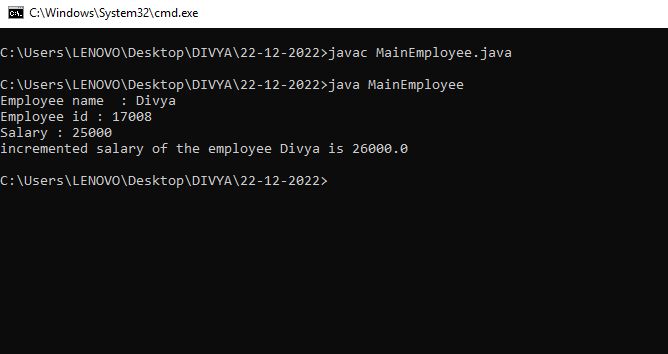 C:\Windows\System32\cmd.exe
C:\Users\LENOVO\Desktop\DIVYA\22-12-2022>javac MainEmployee.java
C:\Users\LENOVO\Desktop\DIVYA\22-12-2022>java MainEmployee
Employee name  : Divya
Employee id : 17008
Salary : 25000
incremented salary of the employee Divya is 26000.0
C:\Users\LENOVO\Desktop\DIVYA\22-12-2022>